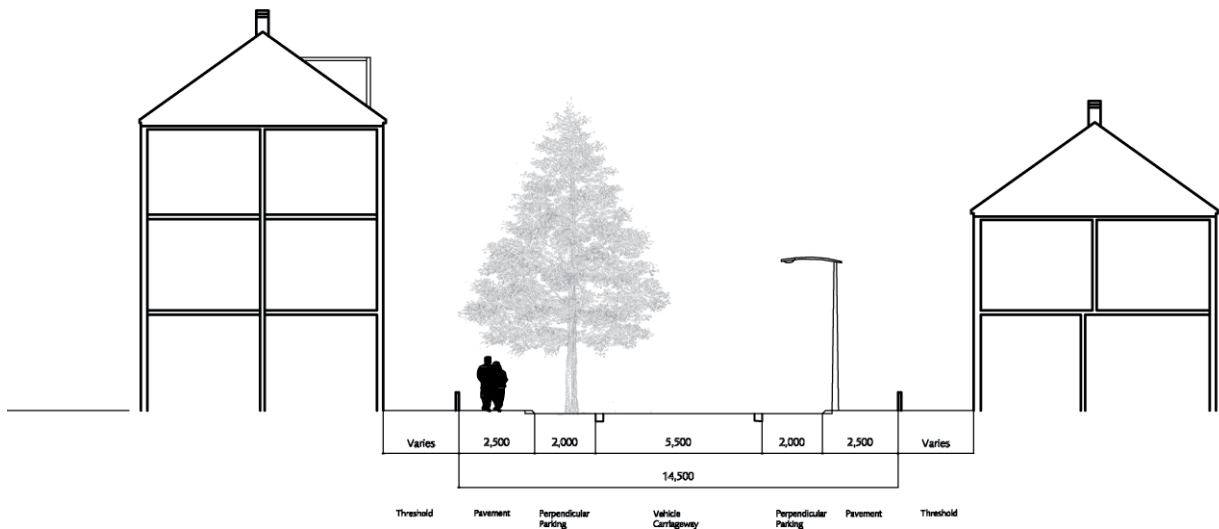 Varies 2,500 2,000 5,500 2,000 2,500 Varies
14,500
Threshold Pavement Perpendicular Vehicle Perpendicular Pavement Threshold
Parking Carriageway Parking